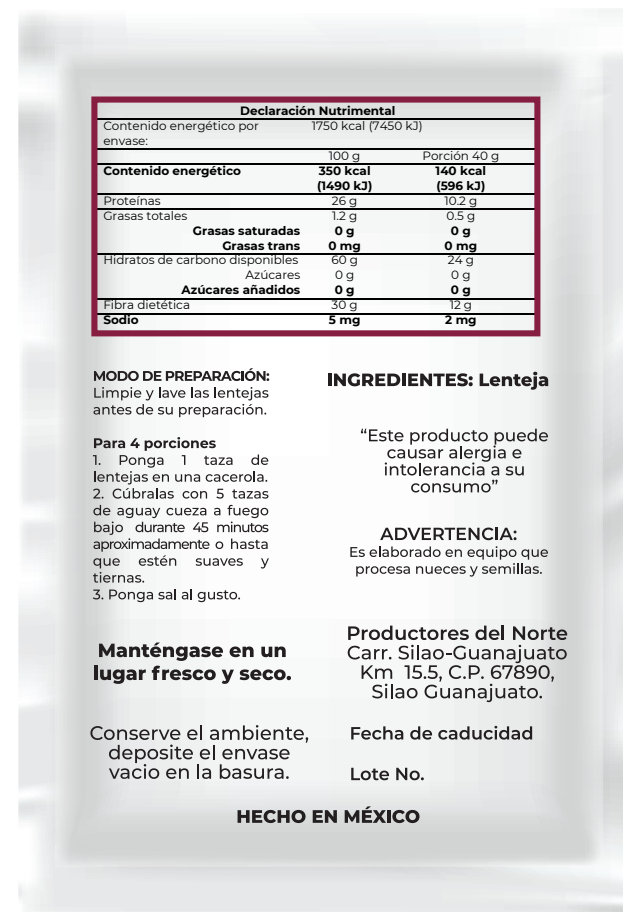 Declaración Nutrimental
Contenido energético por envase: 1750 kcal (7450 kJ)
100 g Porción 40 g
Contenido energético 350 kcal (1490 kJ) 140 kcal (596 kJ)
Proteínas 26 g 10.2 g
Grasas totales 1.2 g 0.5 g
Grasas saturadas 0 g 0 g
Grasas trans 0 mg 0 mg
Hidratos de carbono disponibles 60 g 24 g
Azúcares 0 g 0 g
Azúcares añadidos 0 g 0 g
Fibra dietética 30 g 12 g
Sodio 5 mg 2 mg
MODO DE PREPARACIÓN:
Limpie y lave las lentejas
antes de su preparación.
Para 4 porciones
1. Ponga 1 taza de
lentejas en una cacerola.
2. Cúbralas con 5 tazas
de aguay cueza a fuego
bajo durante 45 minutos
aproximadamente o hasta
que estén suaves y
tiernas.
3. Ponga sal al gusto.
Manténgase en un
lugar fresco y seco.
Conserve el ambiente,
deposite el envase
vacio en la basura.
INGREDIENTES: Lenteja
“Este producto puede
causar alergia e
intolerancia a su
consumo”
ADVERTENCIA:
Es elaborado en equipo que
procesa nueces y semillas.
Productores del Norte
Carr. Silao-Guanajuato
Km 15.5, C.P. 67890,
Silao Guanajuato.
Fecha de caducidad
Lote No.
HECHO EN MÉXICO